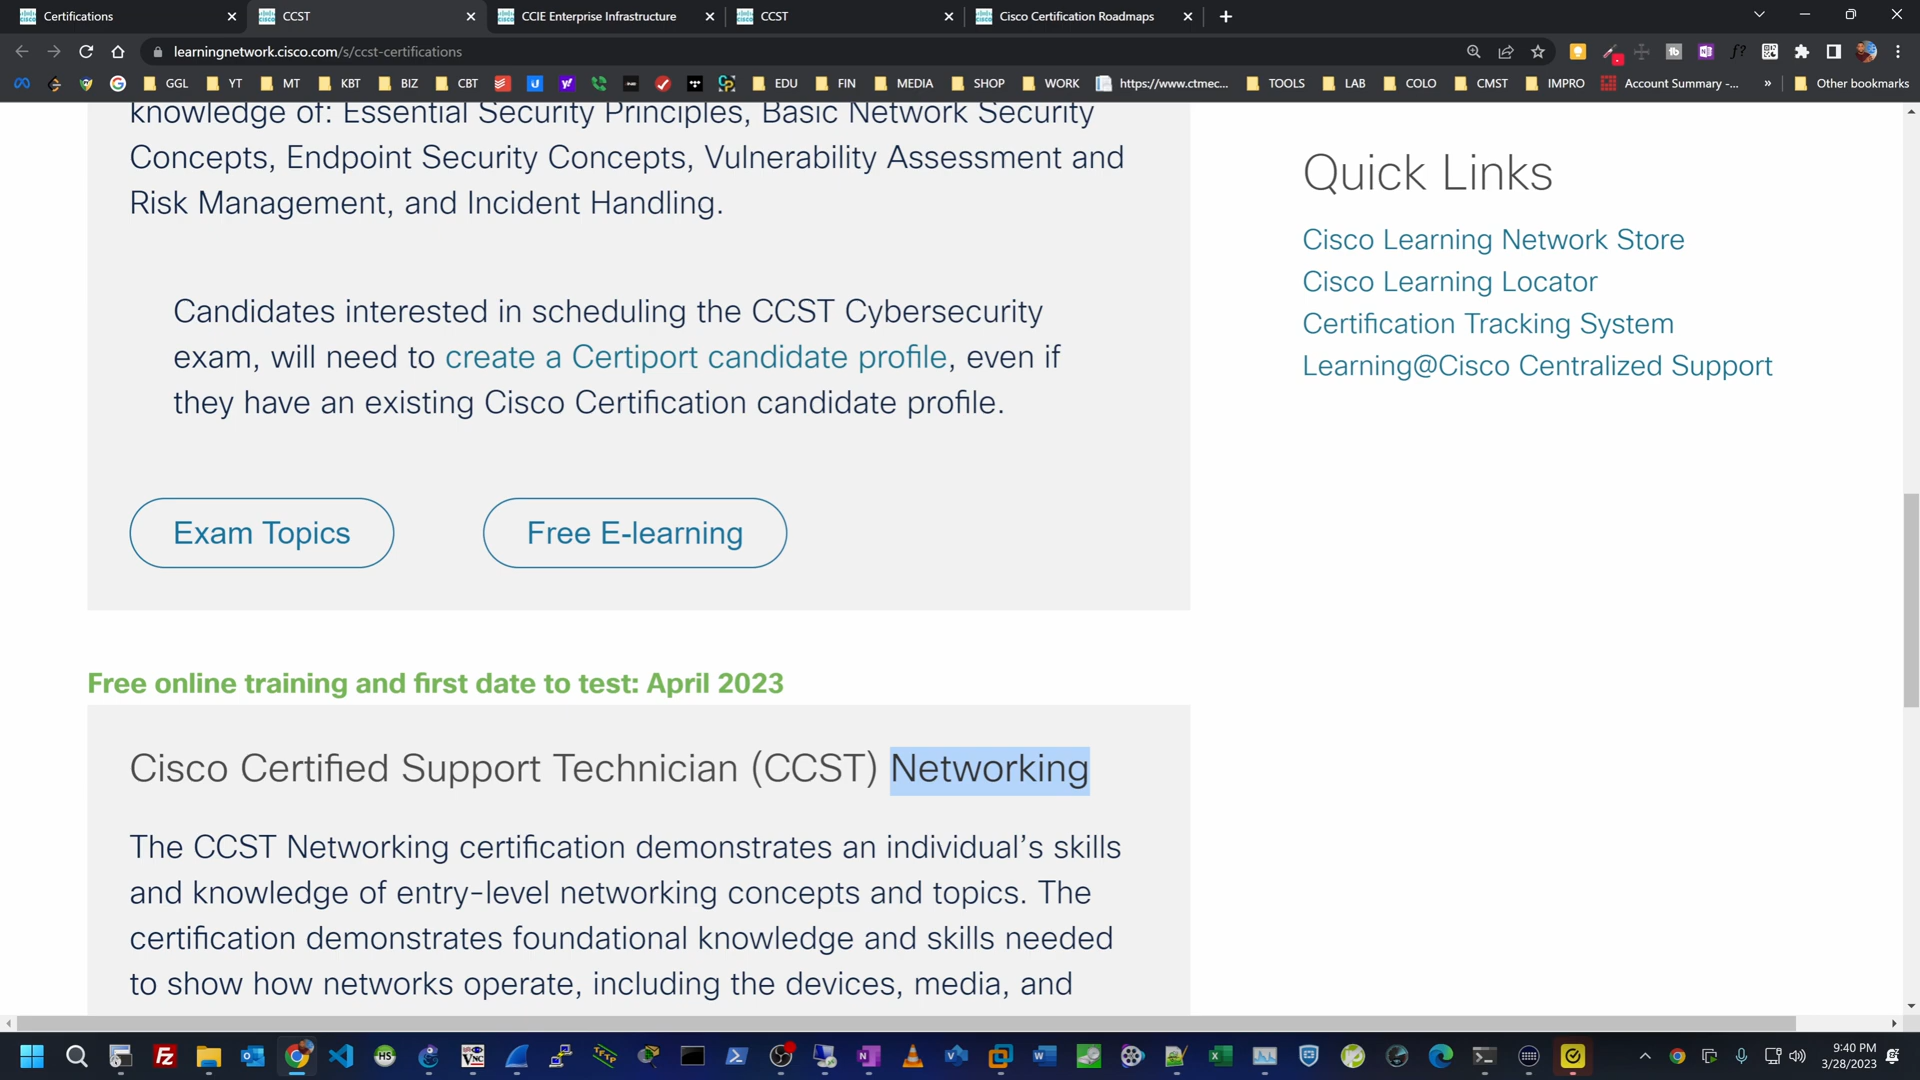 Certifications
CCST
CCIE Enterprise Infrastructure
CCST
Cisco Certification Roadmaps
learningnetwork.cisco.com/s/ccst-certifications
GGL
YT
MT
KBT
BIZ
CBT
EDU
FIN
MEDIA
SHOP
WORK
https://www.ctmec...
TOOLS
LAB
COLO
CMST
IMPRO
Account Summary -...
»
Other bookmarks
knowledge of: Essential Security Principles, Basic Network Security
Concepts, Endpoint Security Concepts, Vulnerability Assessment and
Risk Management, and Incident Handling.
Candidates interested in scheduling the CCST Cybersecurity
exam, will need to create a Certiport candidate profile, even if
they have an existing Cisco Certification candidate profile.
Exam Topics
Free E-learning
Quick Links
Cisco Learning Network Store
Cisco Learning Locator
Certification Tracking System
Learning@Cisco Centralized Support
Free online training and first date to test: April 2023
Cisco Certified Support Technician (CCST) Networking
The CCST Networking certification demonstrates an individual’s skills
and knowledge of entry-level networking concepts and topics. The
certification demonstrates foundational knowledge and skills needed
to show how networks operate, including the devices, media, and
9:40 PM
3/28/2023